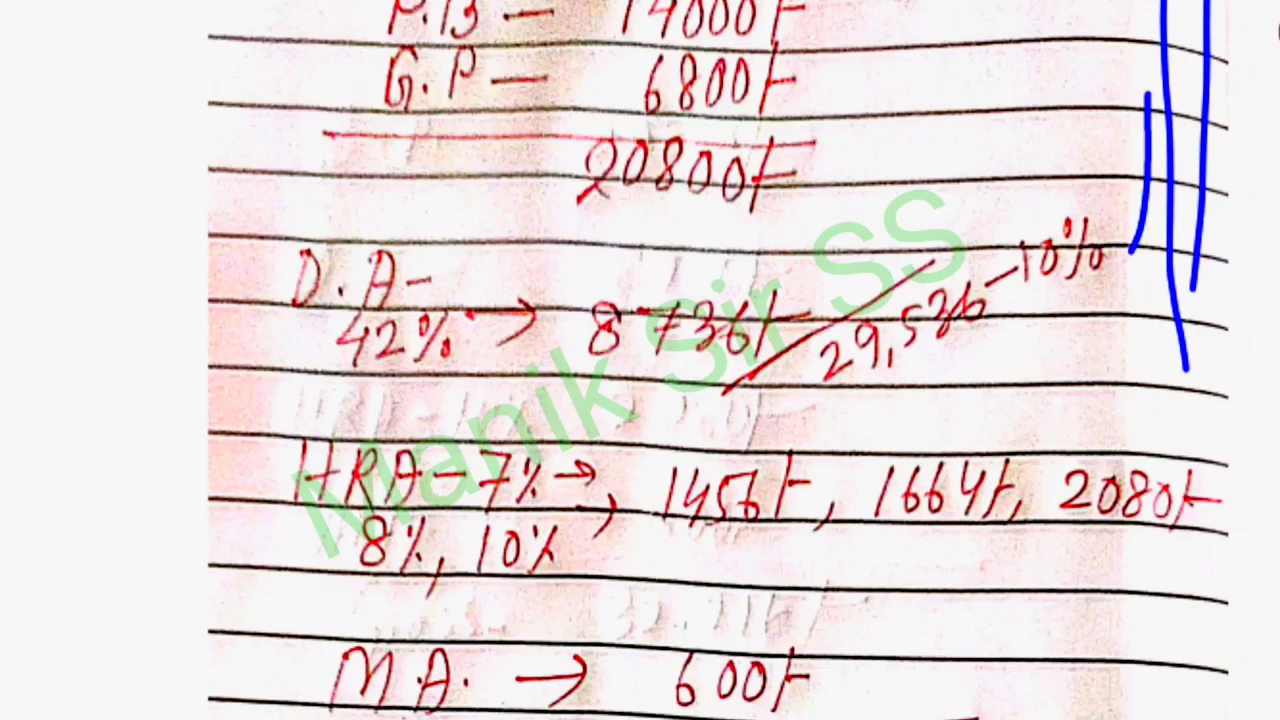 P.B — 14000/-
G.P — 6800/-
20800/-
D.A-
42% → 8736/- 29,536 -10%
HRA - 7% → 1456/-, 1664/-, 2080/-
8%, 10%
M.A. → 600/-
Manik Sir SS